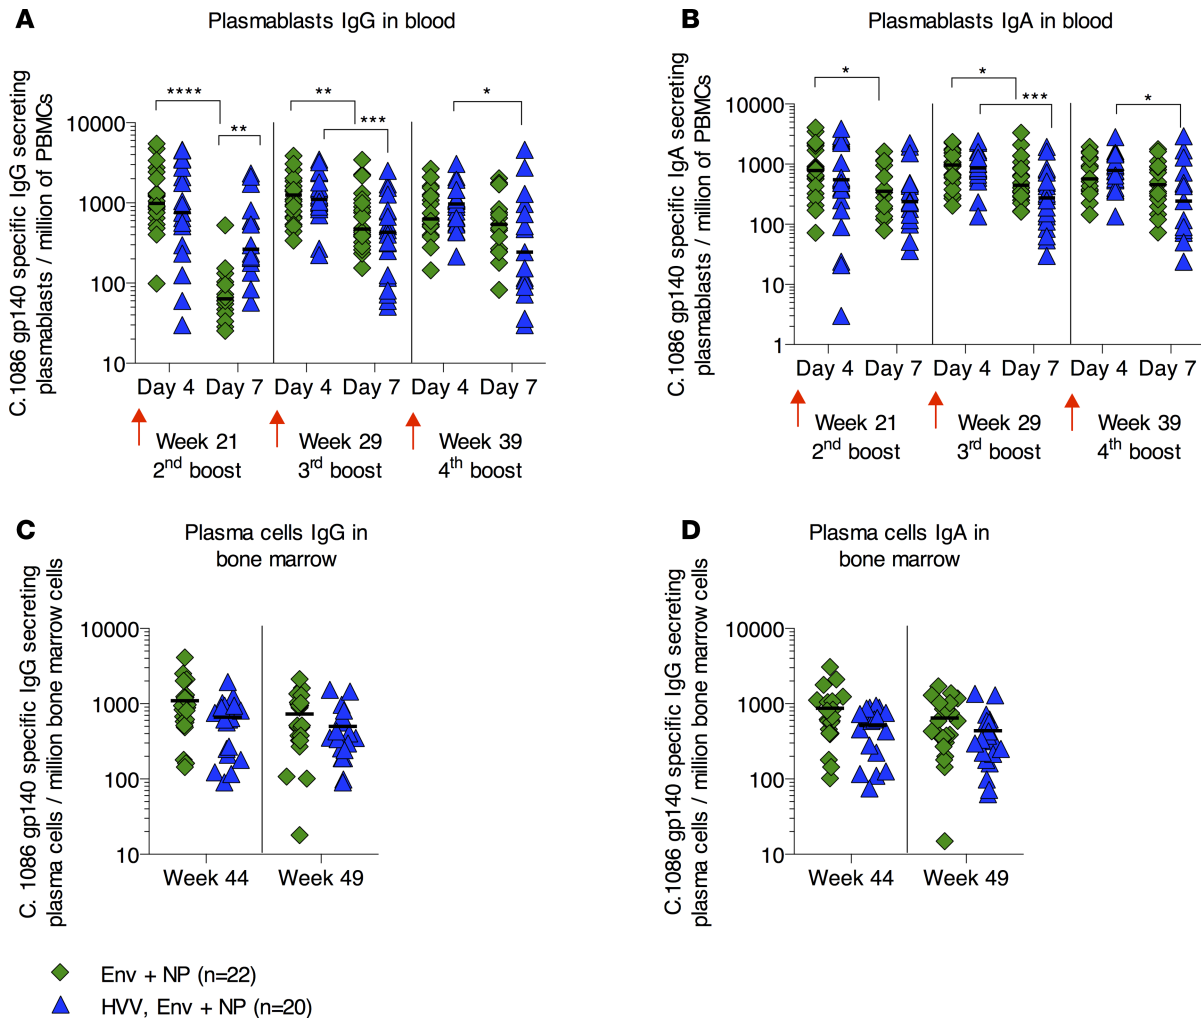 A
Plasmablasts IgG in blood
C.1086 gp140 specific IgG secreting
plasmablasts / million of PBMCs
****
**
**
***
*
10000
1000
100
10
Day 4 Day 7 Day 4 Day 7 Day 4 Day 7
Week 21
2nd boost
Week 29
3rd boost
Week 39
4th boost
B
Plasmablasts IgA in blood
C.1086 gp140 specific IgA secreting
plasmablasts / million of PBMCs
*
*
***
*
10000
1000
100
10
1
Day 4 Day 7 Day 4 Day 7 Day 4 Day 7
Week 21
2nd boost
Week 29
3rd boost
Week 39
4th boost
C
Plasma cells IgG in
bone marrow
C. 1086 gp140 specific IgG secreting
plasma cells / million bone marrow cells
10000
1000
100
10
Week 44 Week 49
D
Plasma cells IgA in
bone marrow
C.1086 gp140 specific IgG secreting
plasma cells / million bone marrow cells
10000
1000
100
10
Week 44 Week 49
Env + NP (n=22)
HVV, Env + NP (n=20)